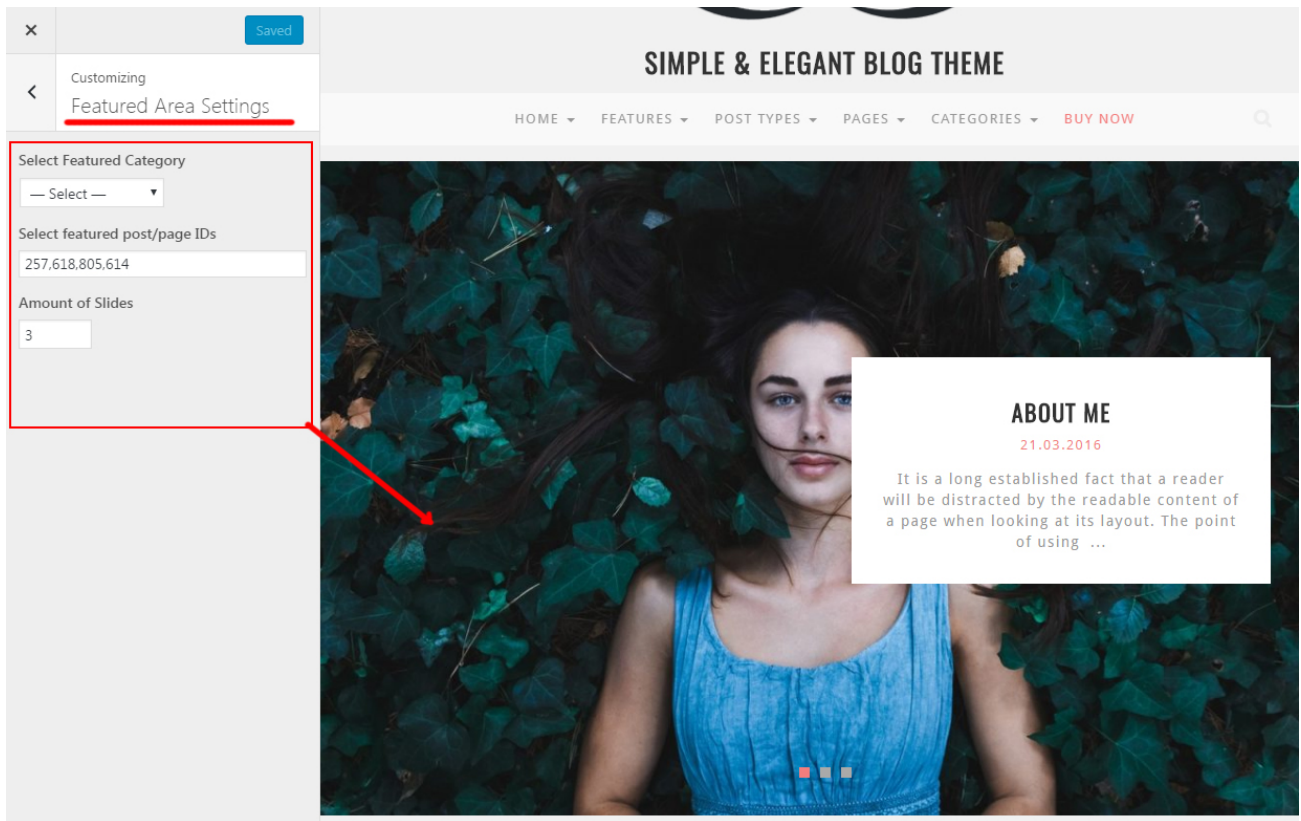 Saved
Customizing
Featured Area Settings
Select Featured Category
— Select —
Select featured post/page IDs
257,618,805,614
Amount of Slides
3
SIMPLE & ELEGANT BLOG THEME
HOME FEATURES POST TYPES PAGES CATEGORIES BUY NOW
ABOUT ME
21.03.2016
It is a long established fact that a reader
will be distracted by the readable content of
a page when looking at its layout. The point
of using ...